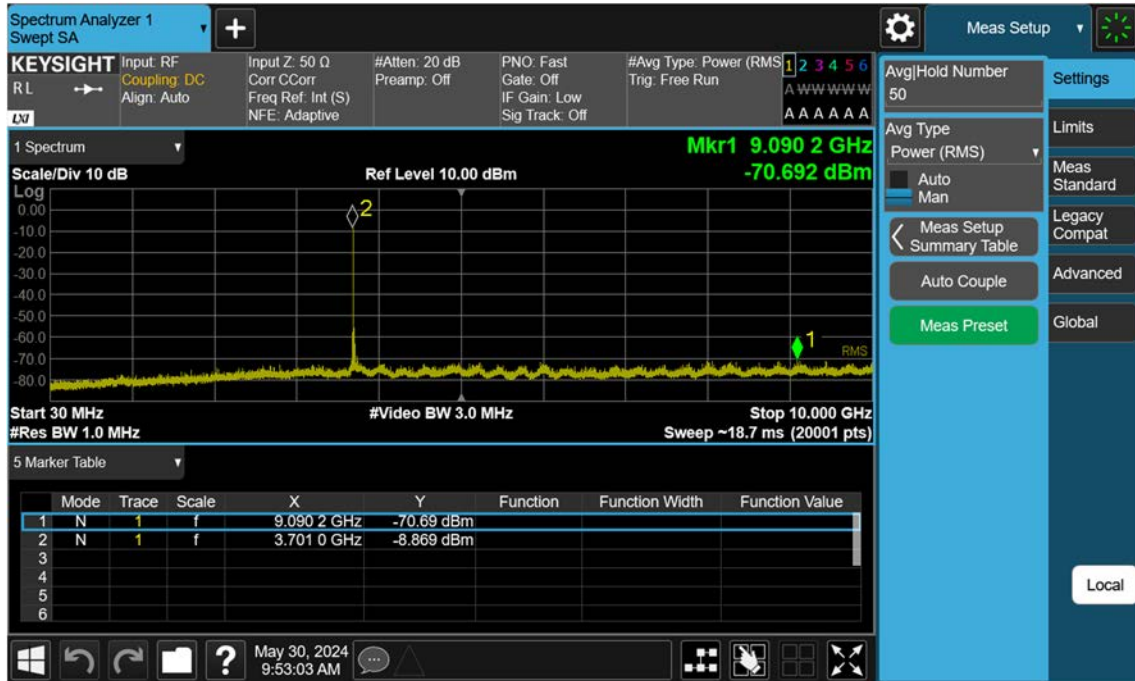 Spectrum Analyzer 1
Swept SA
Meas Setup
KEYSIGHT
R L
LXI
Input: RF
Coupling: DC
Align: Auto
Input Z: 50 Ω
Corr CCorr
Freq Ref: Int (S)
NFE: Adaptive
#Atten: 20 dB
Preamp: Off
PNO: Fast
Gate: Off
IF Gain: Low
Sig Track: Off
#Avg Type: Power (RMS
Trig: Free Run
1 2 3 4 5 6
A W W W W W
A A A A A A
1 Spectrum
Mkr1 9.090 2 GHz
Scale/Div 10 dB
Ref Level 10.00 dBm
-70.692 dBm
Log
0.00
-10.0
-20.0
-30.0
-40.0
-50.0
-60.0
-70.0
-80.0
2
1
RMS
Start 30 MHz
#Video BW 3.0 MHz
Stop 10.000 GHz
#Res BW 1.0 MHz
Sweep ~18.7 ms (20001 pts)
5 Marker Table
Mode Trace Scale X Y Function Function Width Function Value
1 N 1 f 9.090 2 GHz -70.69 dBm
2 N 1 f 3.701 0 GHz -8.869 dBm
3
4
5
6
?
May 30, 2024
9:53:03 AM
Avg|Hold Number
50
Avg Type
Power (RMS)
Auto
Man
Meas Setup
Summary Table
Auto Couple
Meas Preset
Settings
Limits
Meas
Standard
Legacy
Compat
Advanced
Global
Local